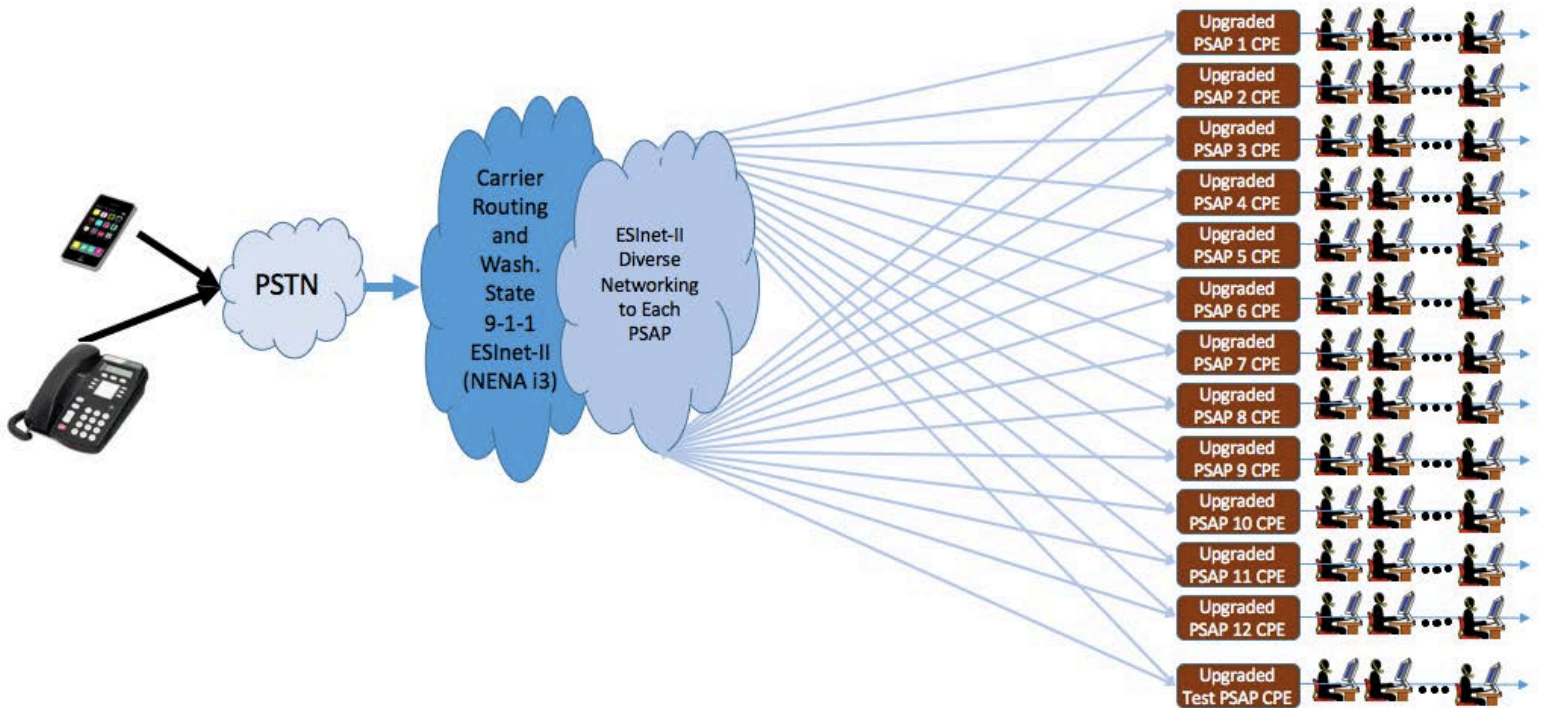 PSTN
Carrier
Routing
and
Wash.
State
9-1-1
ESInet-II
(NENA i3)
ESInet-II
Diverse
Networking
to Each
PSAP
Upgraded
PSAP 1 CPE
Upgraded
PSAP 2 CPE
Upgraded
PSAP 3 CPE
Upgraded
PSAP 4 CPE
Upgraded
PSAP 5 CPE
Upgraded
PSAP 6 CPE
Upgraded
PSAP 7 CPE
Upgraded
PSAP 8 CPE
Upgraded
PSAP 9 CPE
Upgraded
PSAP 10 CPE
Upgraded
PSAP 11 CPE
Upgraded
PSAP 12 CPE
Upgraded
Test PSAP CPE